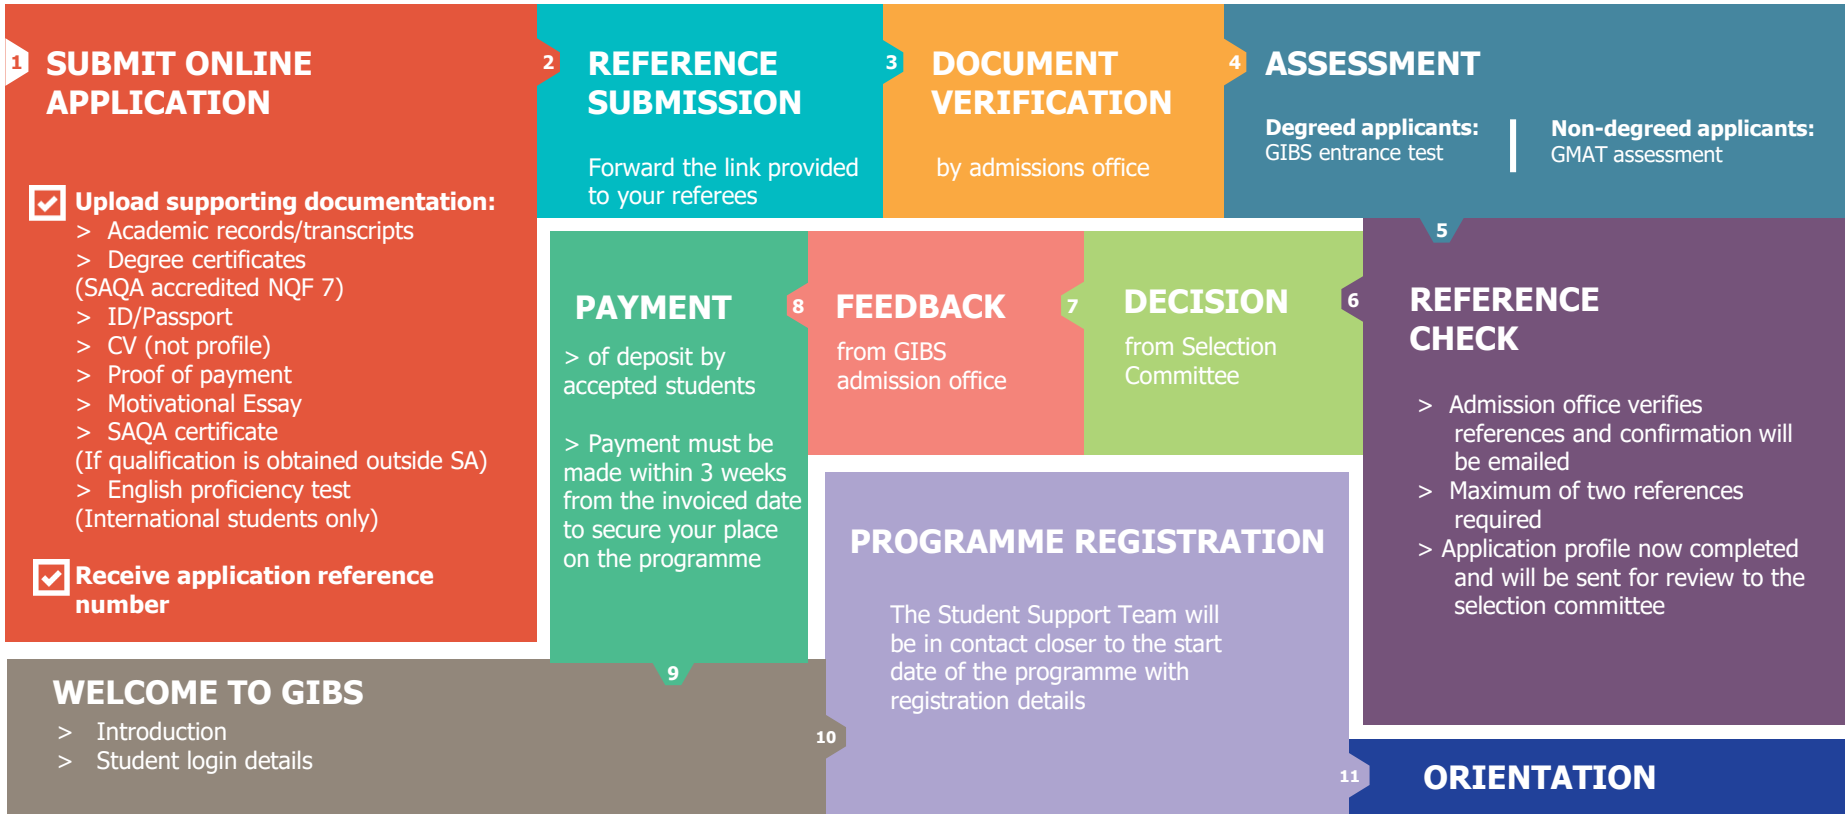 1
SUBMIT ONLINE
APPLICATION
Upload supporting documentation:
> Academic records/transcripts
> Degree certificates
(SAQA accredited NQF 7)
> ID/Passport
> CV (not profile)
> Proof of payment
> Motivational Essay
> SAQA certificate
(If qualification is obtained outside SA)
> English proficiency test
(International students only)
Receive application reference
number
2
REFERENCE
SUBMISSION
Forward the link provided
to your referees
3
DOCUMENT
VERIFICATION
by admissions office
4
ASSESSMENT
Degreed applicants:
GIBS entrance test
Non-degreed applicants:
GMAT assessment
5
REFERENCE
CHECK
> Admission office verifies
references and confirmation will
be emailed
> Maximum of two references
required
> Application profile now completed
and will be sent for review to the
selection committee
6
DECISION
from Selection
Committee
7
FEEDBACK
from GIBS
admission office
8
PAYMENT
> of deposit by
accepted students
> Payment must be
made within 3 weeks
from the invoiced date
to secure your place
on the programme
9
WELCOME TO GIBS
> Introduction
> Student login details
10
PROGRAMME REGISTRATION
The Student Support Team will
be in contact closer to the start
date of the programme with
registration details
11
ORIENTATION